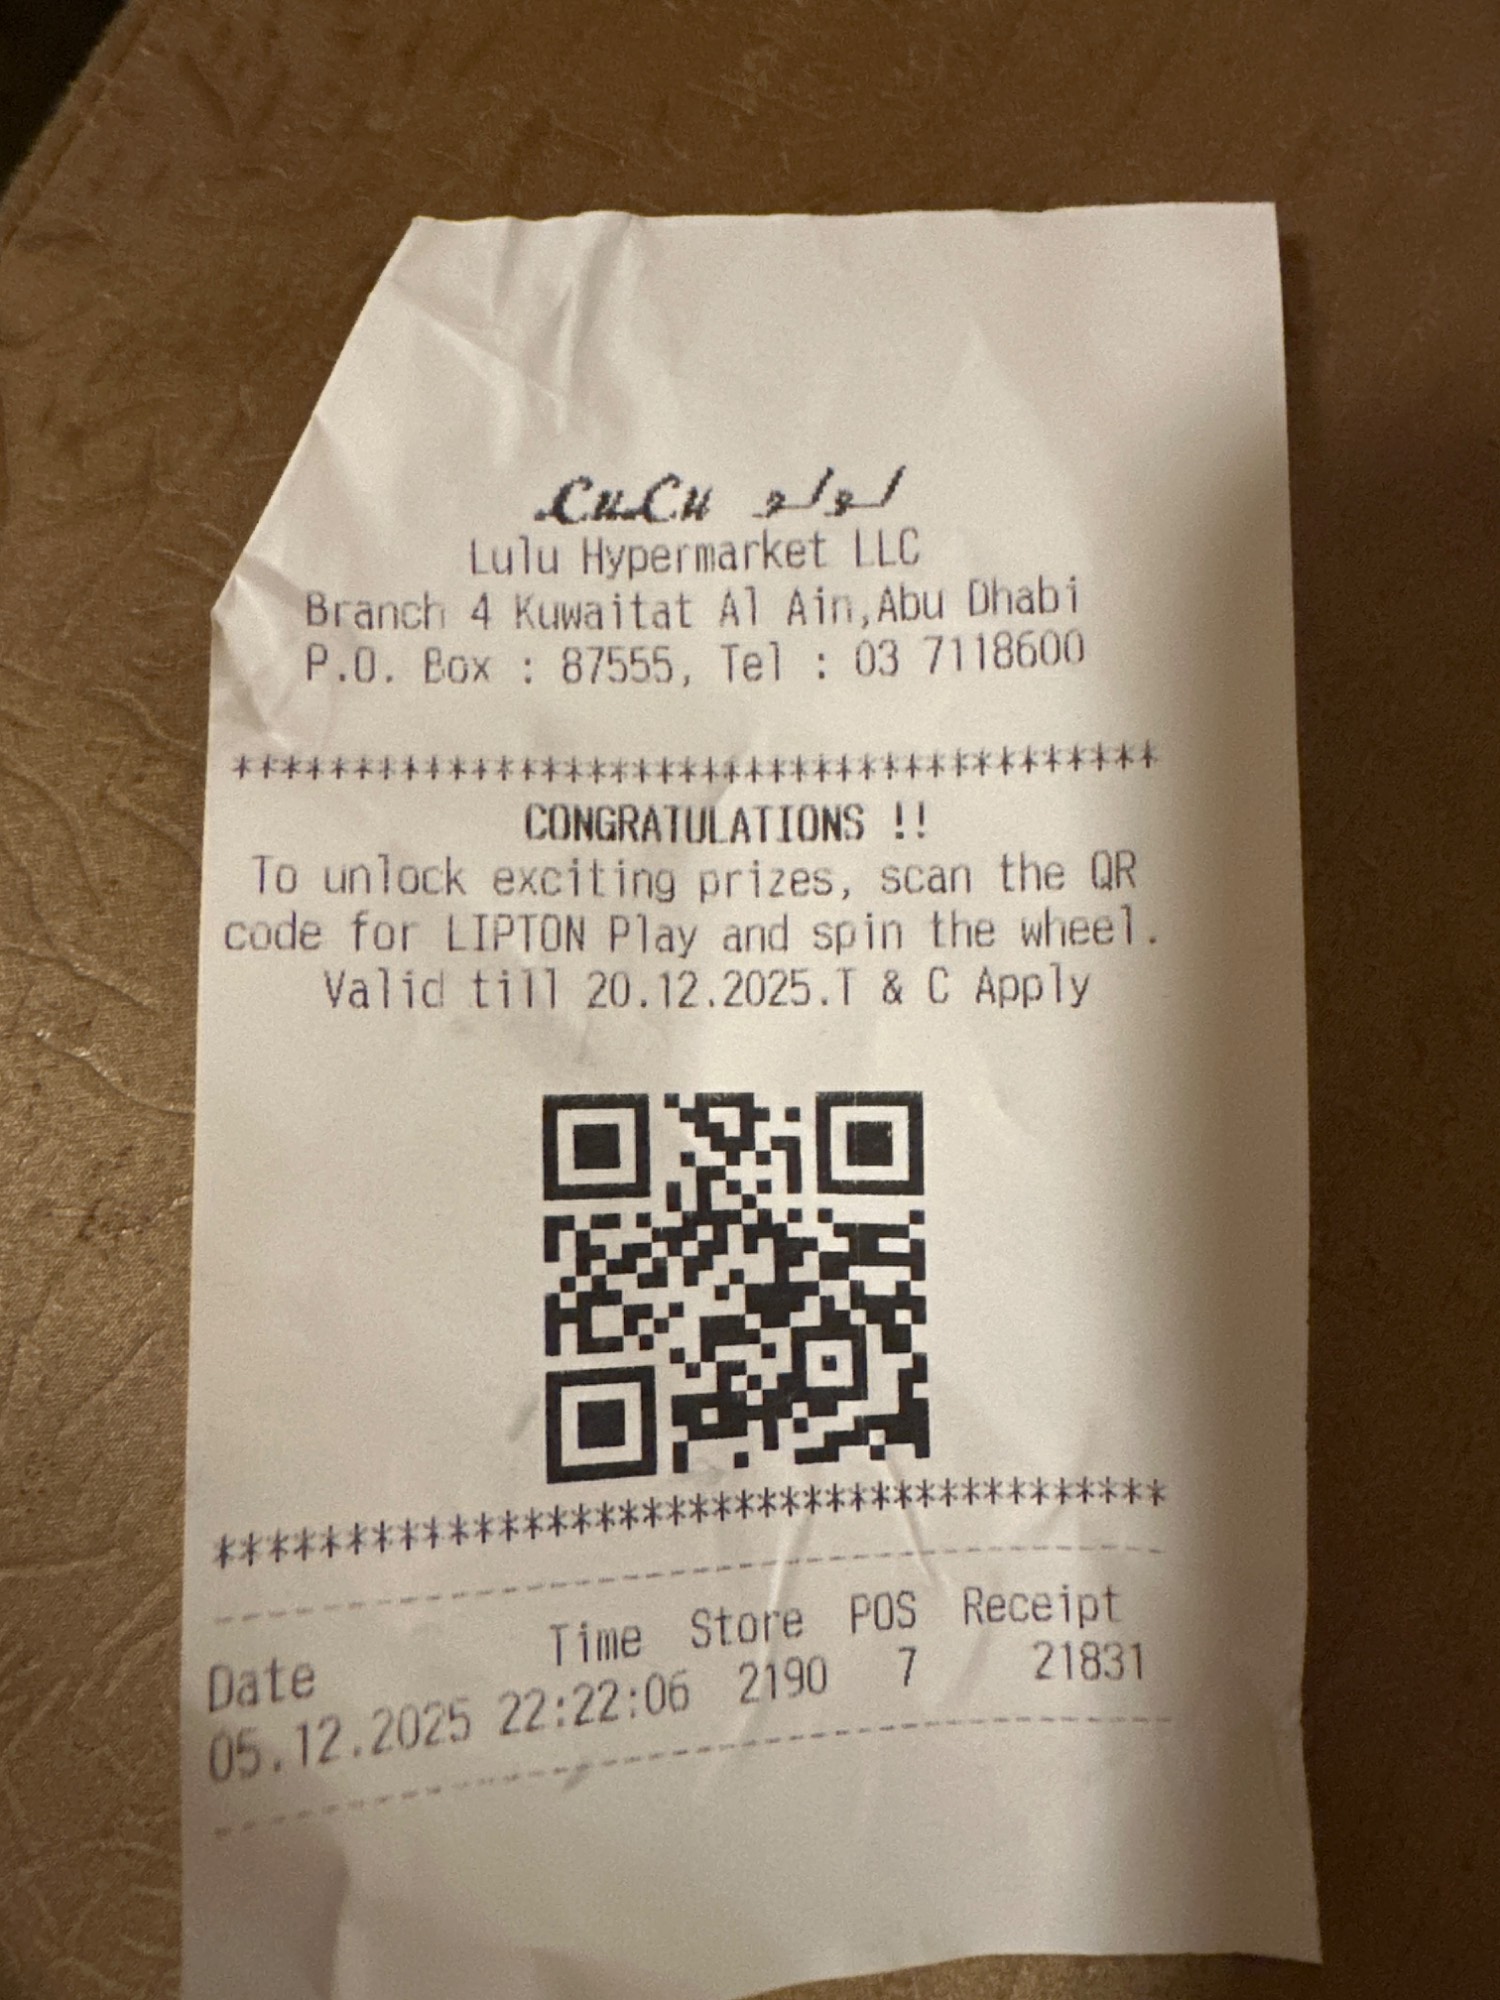 LuLu لولو
Lulu Hypermarket LLC
Branch 4 Kuwaitat Al Ain,Abu Dhabi
P.O. Box : 87555, Tel : 03 7118600
****************************************
CONGRATULATIONS !!
To unlock exciting prizes, scan the QR
code for LIPTON Play and spin the wheel.
Valid till 20.12.2025.T & C Apply
****************************************
Date Time Store POS Receipt
05.12.2025 22:22:06 2190 7 21831